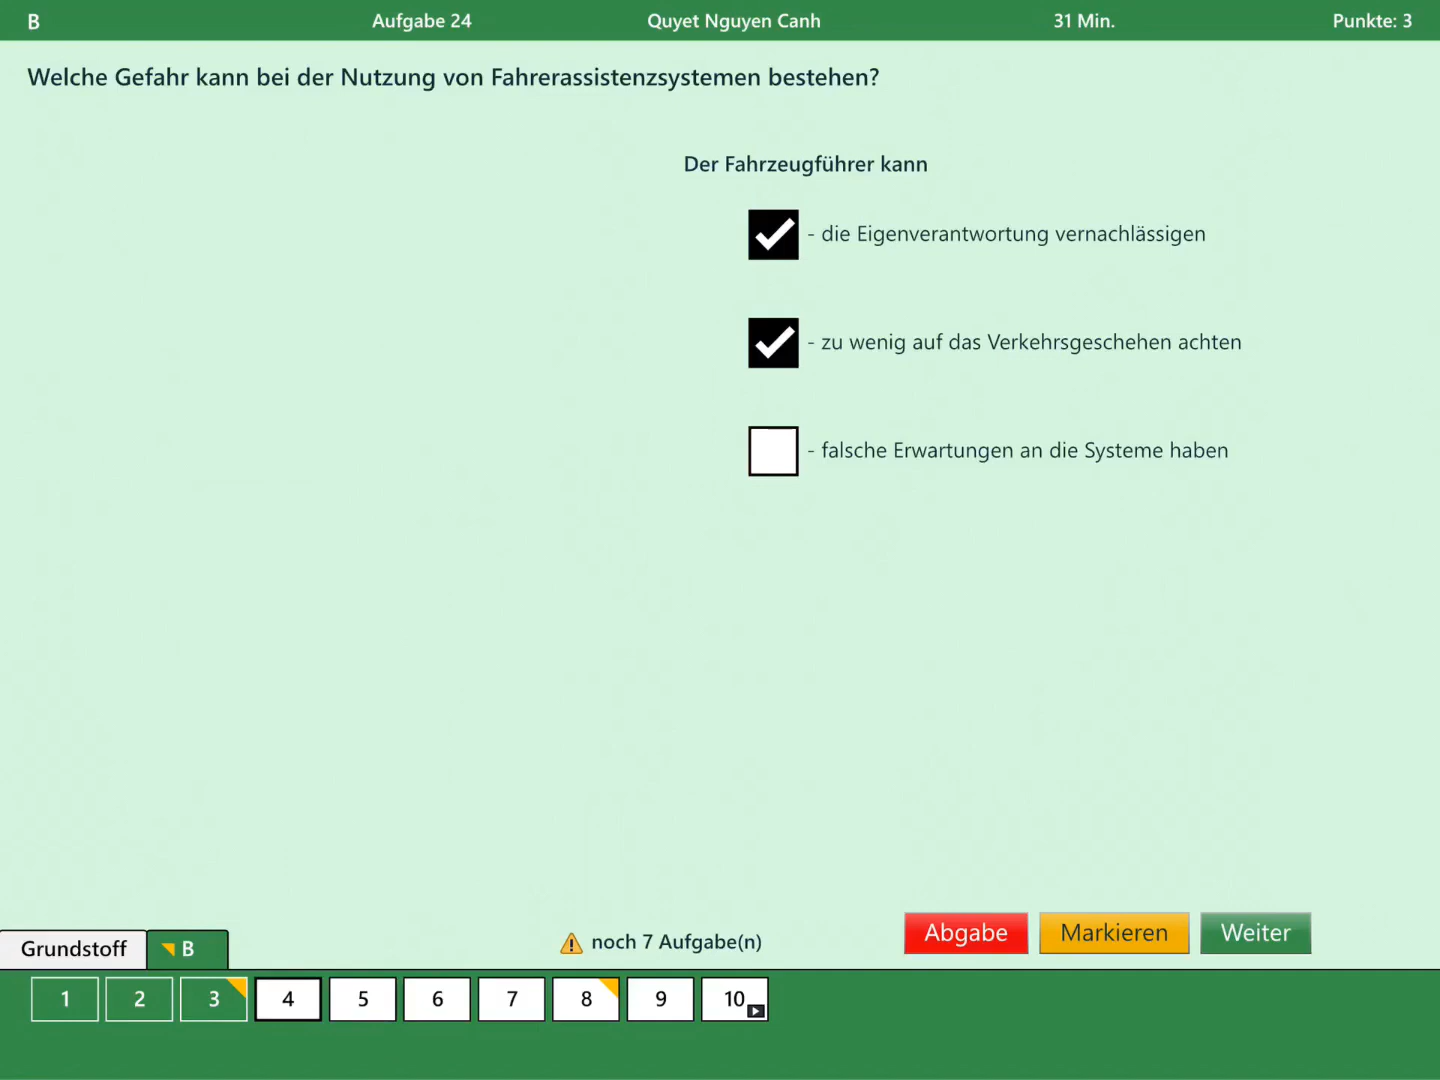 B Aufgabe 24 Quyet Nguyen Canh 31 Min. Punkte: 3
Welche Gefahr kann bei der Nutzung von Fahrerassistenzsystemen bestehen?
Der Fahrzeugführer kann
- die Eigenverantwortung vernachlässigen
- zu wenig auf das Verkehrsgeschehen achten
- falsche Erwartungen an die Systeme haben
Abgabe Markieren Weiter
Grundstoff B noch 7 Aufgabe(n)
1 2 3 4 5 6 7 8 9 10